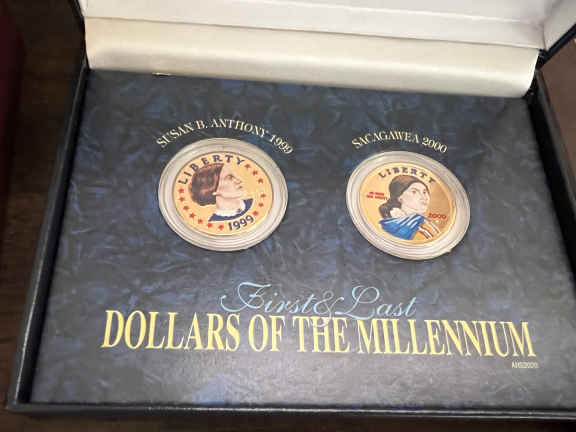 SUSAN B. ANTHONY 1999
SACAGAWEA 2000
LIBERTY
1999
LIBERTY
IN GOD
WE TRUST
2000
First & Last
DOLLARS OF THE MILLENNIUM